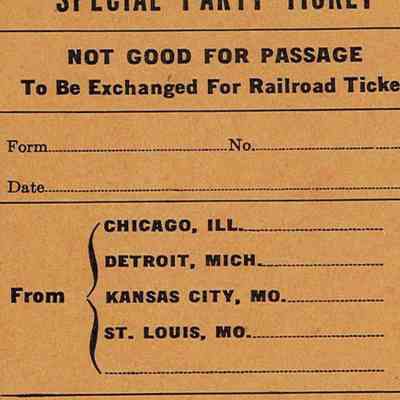 SPECIAL PARTY TICKET
NOT GOOD FOR PASSAGE
To Be Exchanged For Railroad Ticke
Form No.
Date
From
CHICAGO, ILL.
DETROIT, MICH.
KANSAS CITY, MO.
ST. LOUIS, MO.